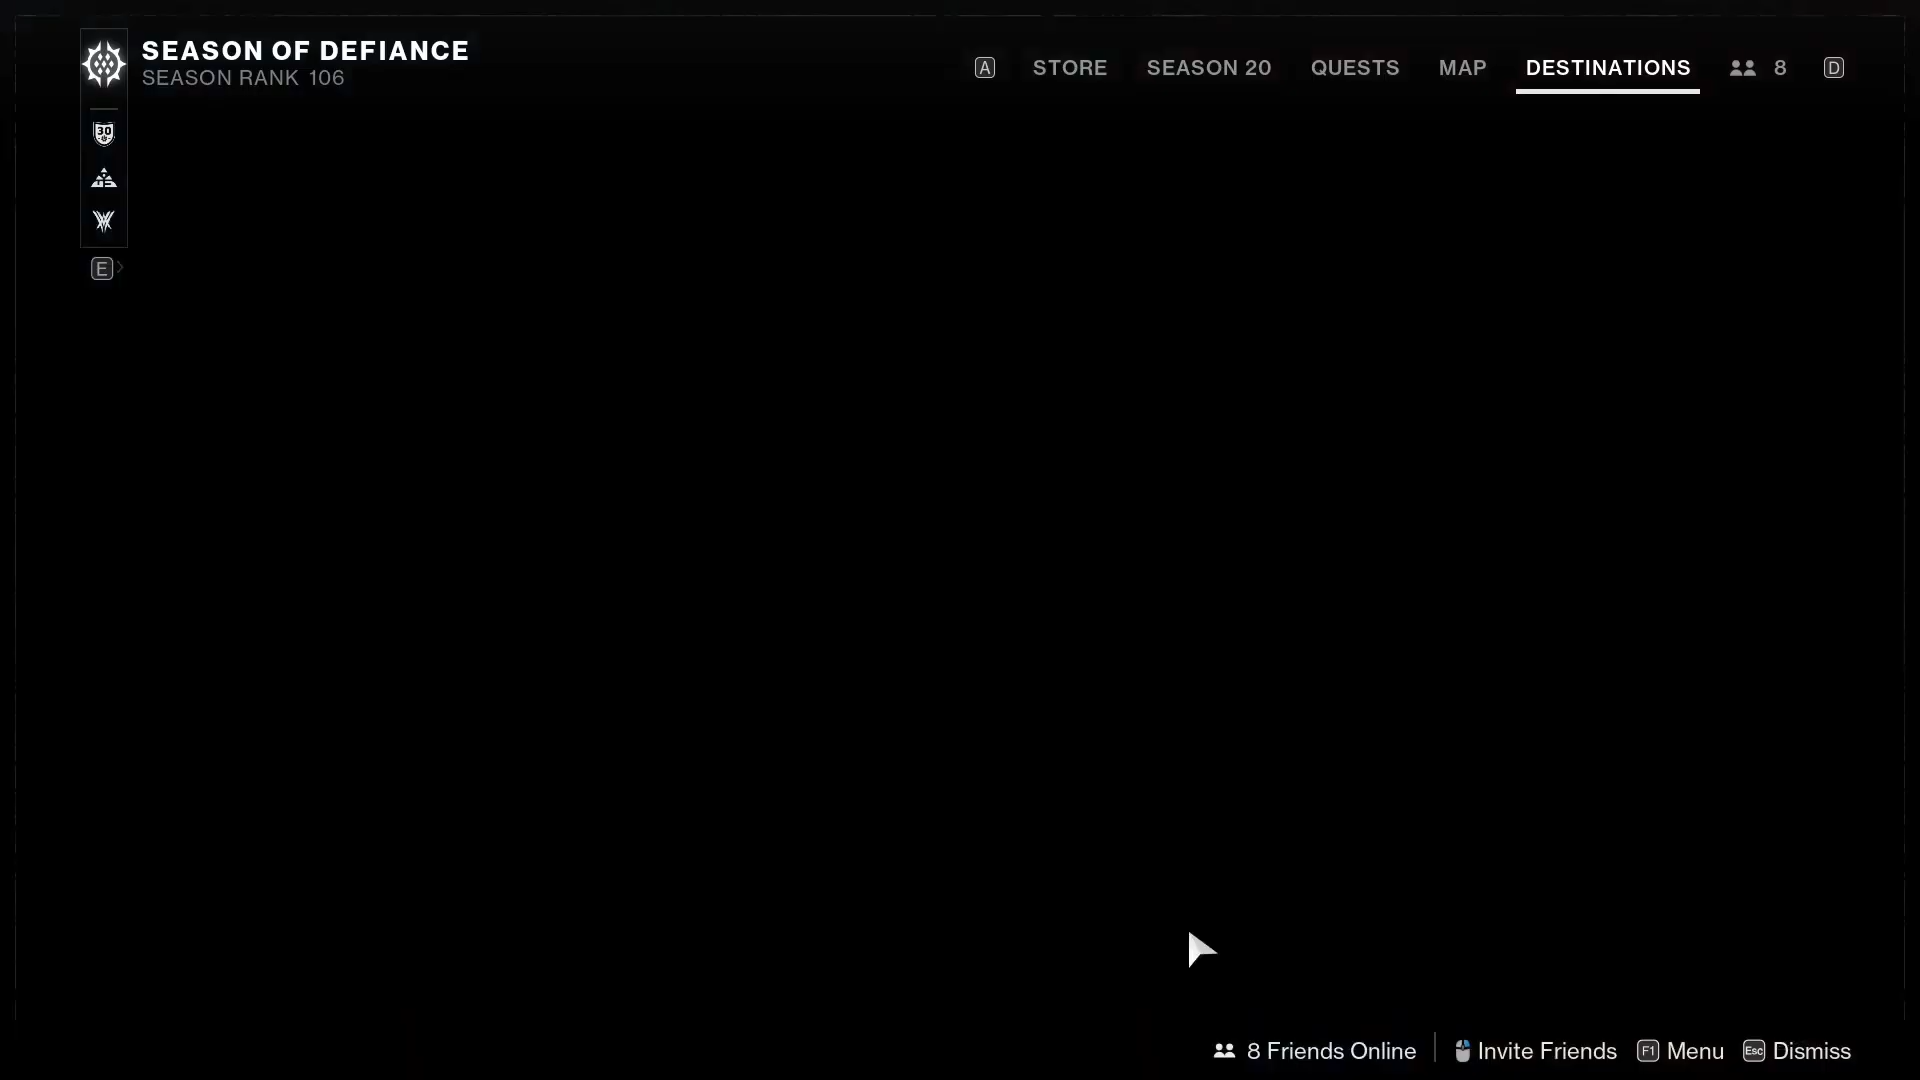 SEASON OF DEFIANCE
SEASON RANK 106
A STORE SEASON 20 QUESTS MAP DESTINATIONS 8 D
30
E
8 Friends Online Invite Friends F1 Menu Esc Dismiss